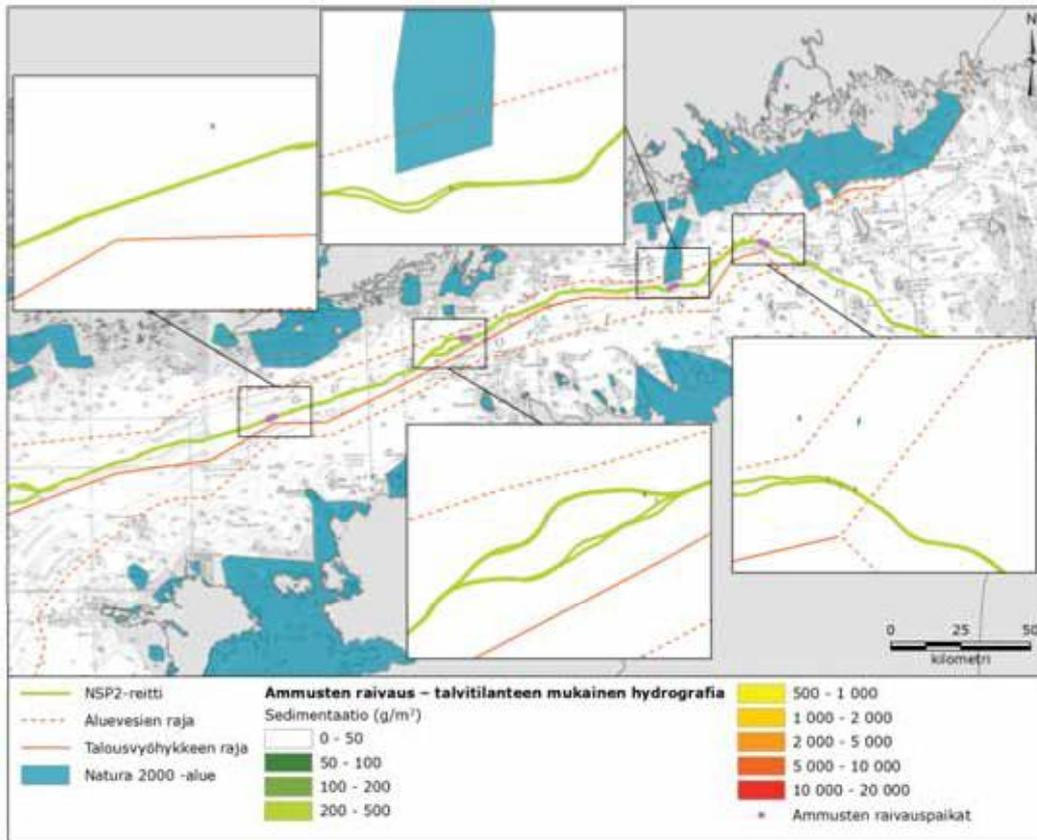 N
0 25 50
kilometri
NSP2-reitti
Aluevesien raja
Talousvyöhykkeen raja
Natura 2000 -alue
Ammusten raivaus – talvitilanteen mukainen hydrografia
Sedimentaatio (g/m²)
0 - 50
50 - 100
100 - 200
200 - 500
500 - 1 000
1 000 - 2 000
2 000 - 5 000
5 000 - 10 000
10 000 - 20 000
Ammusten raivauspaikat